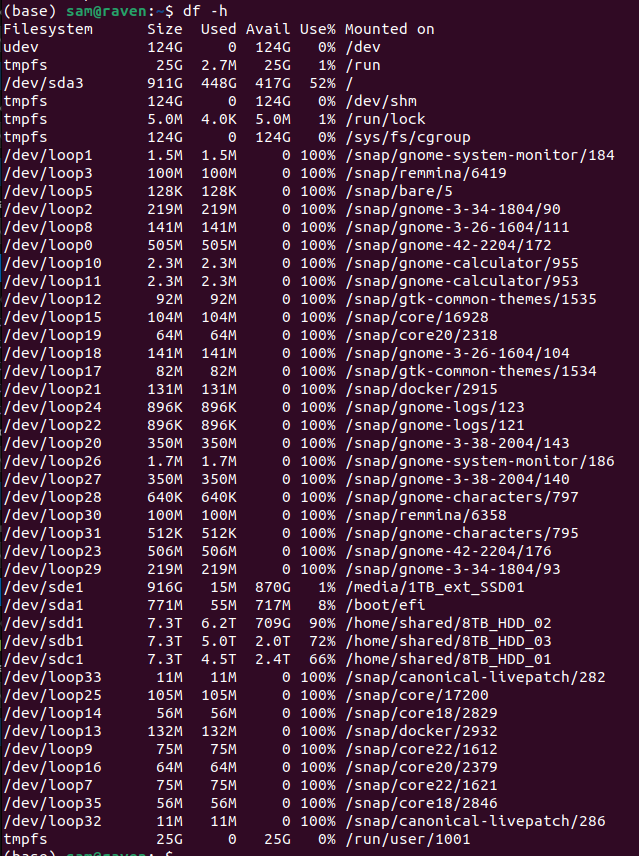 (base) sam@raven:~$ df -h
Filesystem      Size  Used Avail Use% Mounted on
udev            124G     0  124G   0% /dev
tmpfs            25G  2.7M   25G   1% /run
/dev/sda3       911G  448G  417G  52% /
tmpfs           124G     0  124G   0% /dev/shm
tmpfs           5.0M  4.0K  5.0M   1% /run/lock
tmpfs           124G     0  124G   0% /sys/fs/cgroup
/dev/loop1      1.5M  1.5M     0 100% /snap/gnome-system-monitor/184
/dev/loop3      100M  100M     0 100% /snap/remmina/6419
/dev/loop5      128K  128K     0 100% /snap/bare/5
/dev/loop2      219M  219M     0 100% /snap/gnome-3-34-1804/90
/dev/loop8      141M  141M     0 100% /snap/gnome-3-26-1604/111
/dev/loop0      505M  505M     0 100% /snap/gnome-42-2204/172
/dev/loop10     2.3M  2.3M     0 100% /snap/gnome-calculator/955
/dev/loop11     2.3M  2.3M     0 100% /snap/gnome-calculator/953
/dev/loop12      92M   92M     0 100% /snap/gtk-common-themes/1535
/dev/loop15     104M  104M     0 100% /snap/core/16928
/dev/loop19      64M   64M     0 100% /snap/core20/2318
/dev/loop18     141M  141M     0 100% /snap/gnome-3-26-1604/104
/dev/loop17      82M   82M     0 100% /snap/gtk-common-themes/1534
/dev/loop21     131M  131M     0 100% /snap/docker/2915
/dev/loop24     896K  896K     0 100% /snap/gnome-logs/123
/dev/loop22     896K  896K     0 100% /snap/gnome-logs/121
/dev/loop20     350M  350M     0 100% /snap/gnome-3-38-2004/143
/dev/loop26     1.7M  1.7M     0 100% /snap/gnome-system-monitor/186
/dev/loop27     350M  350M     0 100% /snap/gnome-3-38-2004/140
/dev/loop28     640K  640K     0 100% /snap/gnome-characters/797
/dev/loop30     100M  100M     0 100% /snap/remmina/6358
/dev/loop31     512K  512K     0 100% /snap/gnome-characters/795
/dev/loop23     506M  506M     0 100% /snap/gnome-42-2204/176
/dev/loop29     219M  219M     0 100% /snap/gnome-3-34-1804/93
/dev/sde1       916G   15M  870G   1% /media/1TB_ext_SSD01
/dev/sda1       771M   55M  717M   8% /boot/efi
/dev/sdd1       7.3T  6.2T  709G  90% /home/shared/8TB_HDD_02
/dev/sdb1       7.3T  5.0T  2.0T  72% /home/shared/8TB_HDD_03
/dev/sdc1       7.3T  4.5T  2.4T  66% /home/shared/8TB_HDD_01
/dev/loop33      11M   11M     0 100% /snap/canonical-livepatch/282
/dev/loop25     105M  105M     0 100% /snap/core/17200
/dev/loop14      56M   56M     0 100% /snap/core18/2829
/dev/loop13     132M  132M     0 100% /snap/docker/2932
/dev/loop9       75M   75M     0 100% /snap/core22/1612
/dev/loop16      64M   64M     0 100% /snap/core20/2379
/dev/loop7       75M   75M     0 100% /snap/core22/1621
/dev/loop35      56M   56M     0 100% /snap/core18/2846
/dev/loop32      11M   11M     0 100% /snap/canonical-livepatch/286
tmpfs            25G     0   25G   0% /run/user/1001
(base) sam@raven:~$